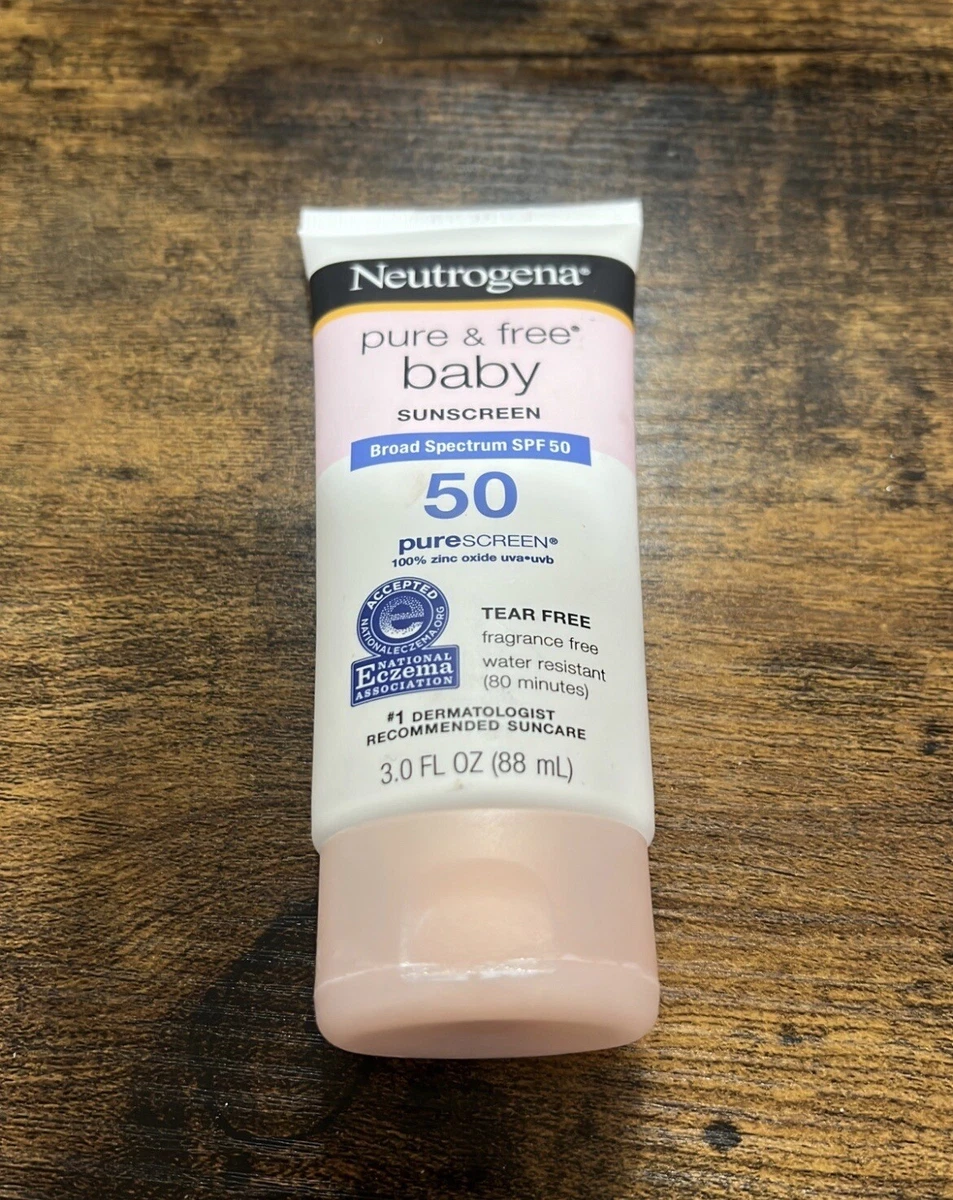 Neutrogena®
pure & free®
baby
SUNSCREEN
Broad Spectrum SPF 50
50
pureSCREEN®
100% zinc oxide uva•uvb
ACCEPTED
NATIONALECZEMA.ORG
NATIONAL
Eczema
ASSOCIATION
TEAR FREE
fragrance free
water resistant
(80 minutes)
#1 DERMATOLOGIST
RECOMMENDED SUNCARE
3.0 FL OZ (88 mL)